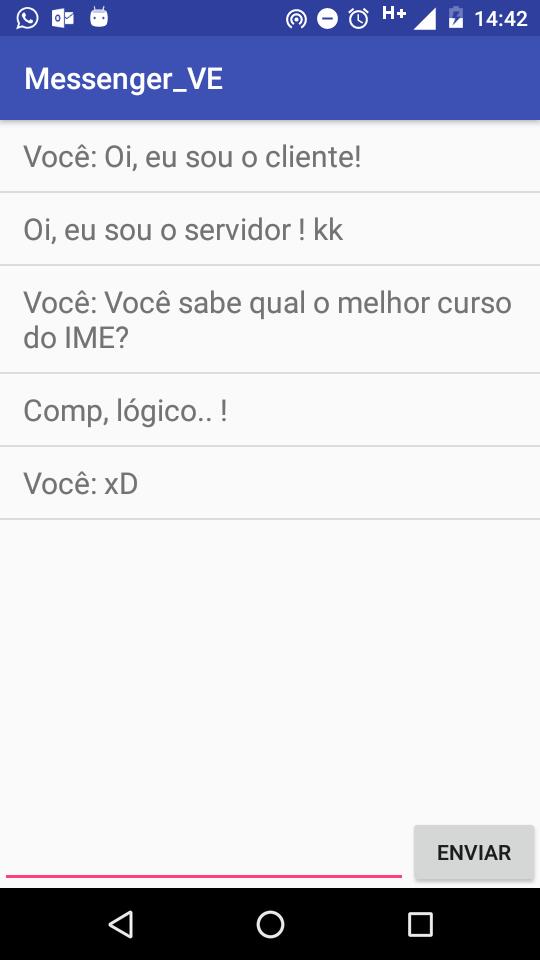 H+ 14:42
Messenger_VE
Você: Oi, eu sou o cliente!
Oi, eu sou o servidor ! kk
Você: Você sabe qual o melhor curso
do IME?
Comp, lógico.. !
Você: xD
ENVIAR